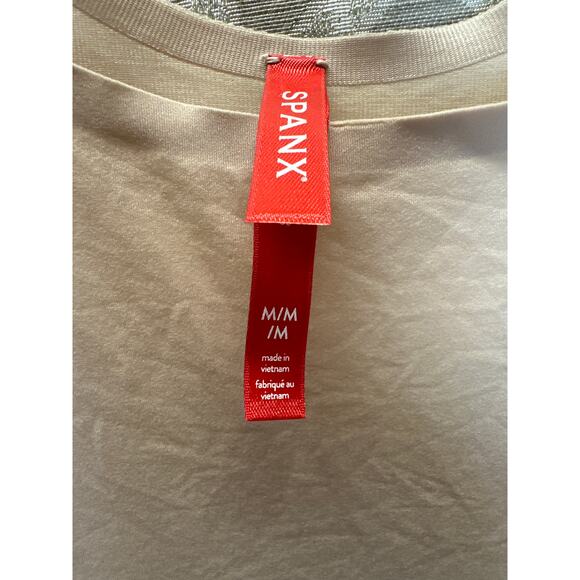 SPANX®
M/M
/M
made in
vietnam
fabriqué au
vietnam